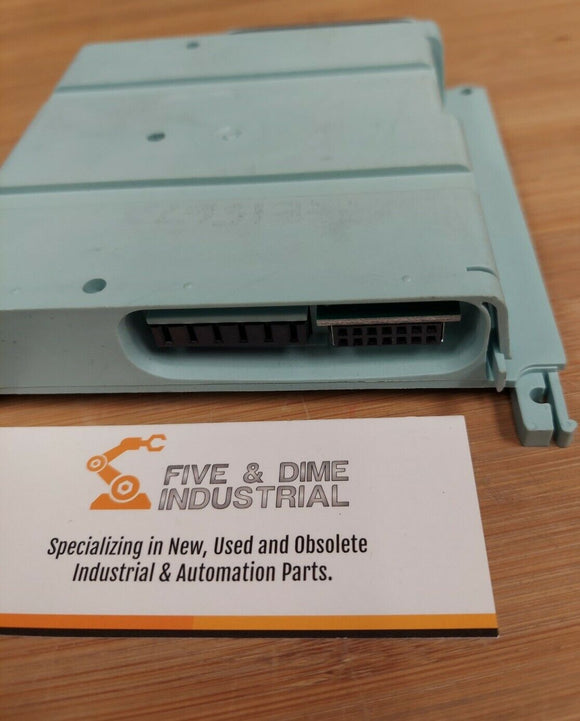 FIVE & DIME
INDUSTRIAL
Specializing in New, Used and Obsolete
Industrial & Automation Parts.